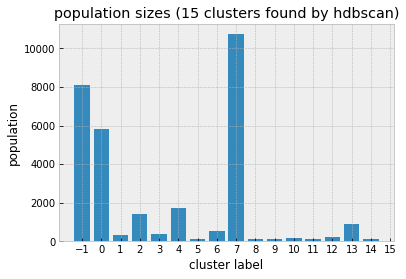 population sizes (15 clusters found by hdbscan)
10000
8000
6000
4000
2000
0
population
−1 0 1 2 3 4 5 6 7 8 9 10 11 12 13 14 15
cluster label